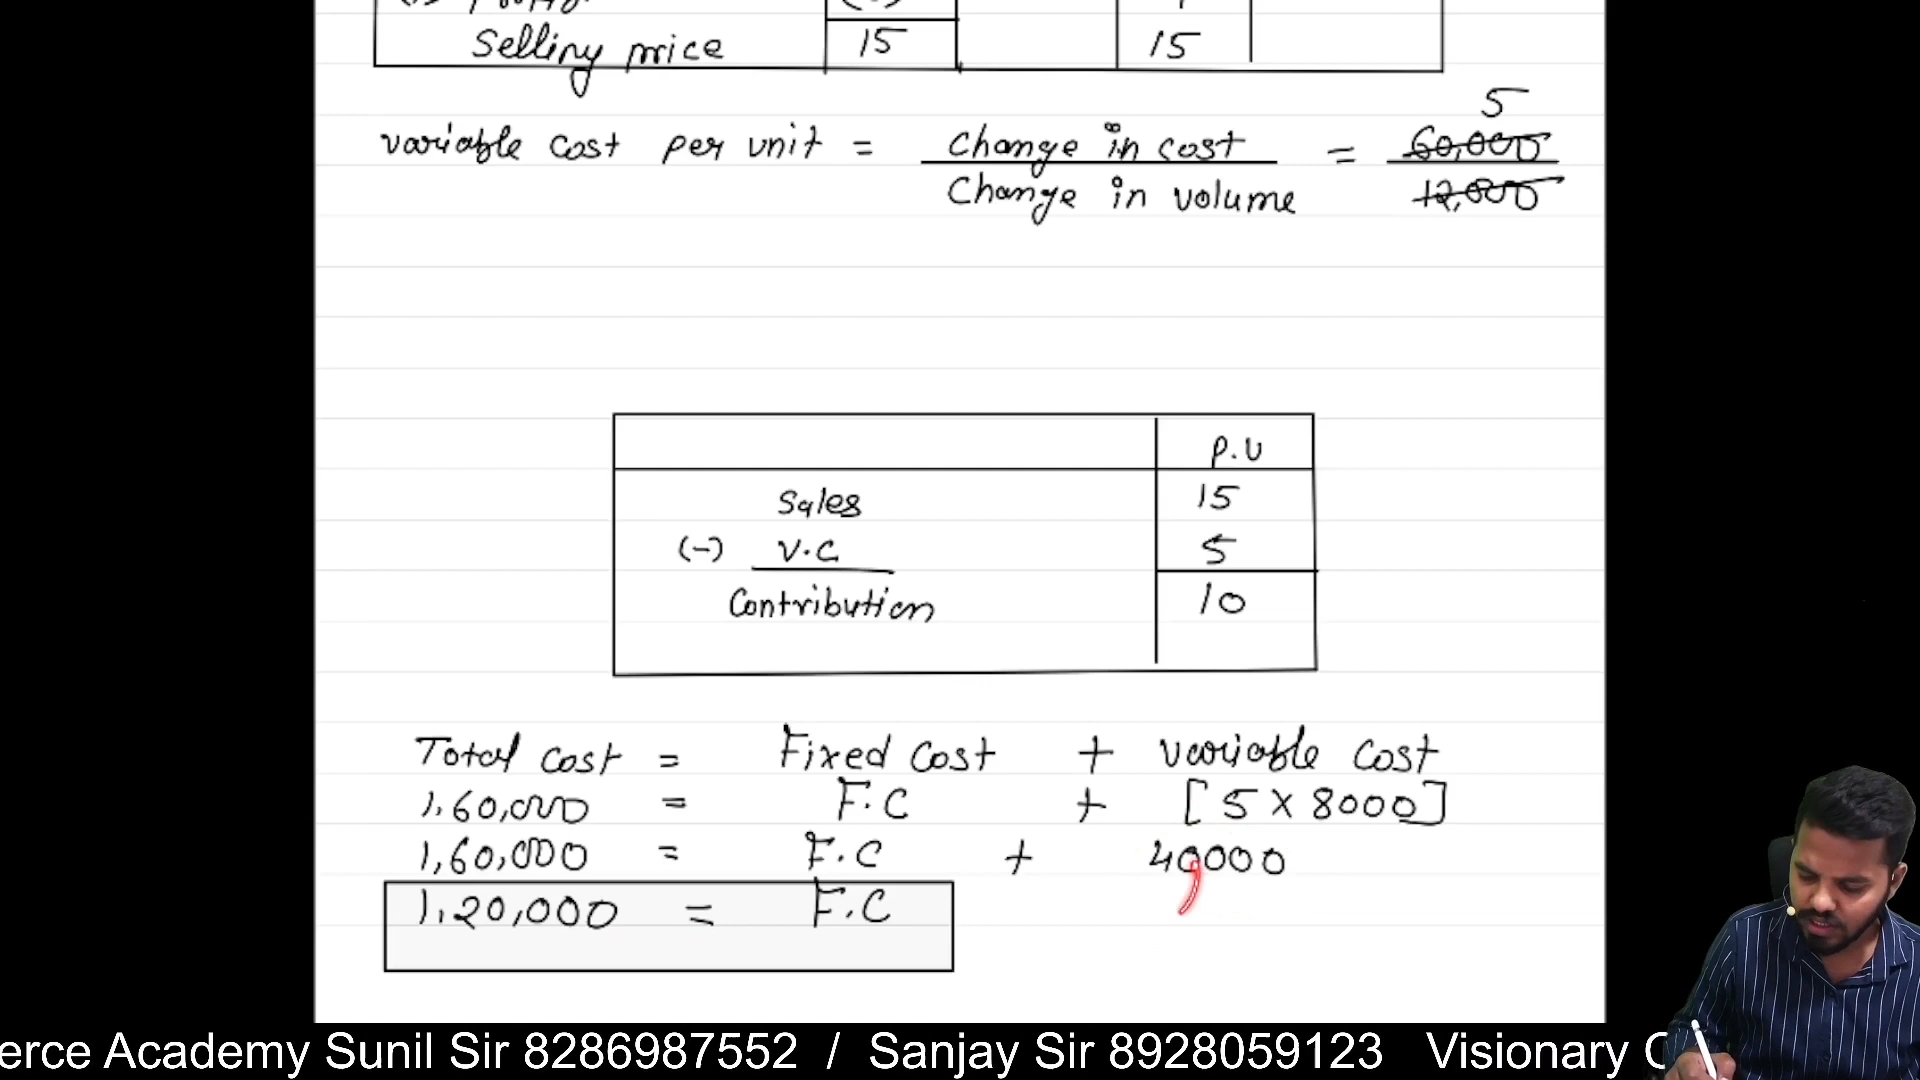 Selling price 15 15
5
variable cost per unit = Change in cost = 60,000
Change in volume 12,000
P.U
Sales 15
(-) V.C 5
Contribution 10
Total cost = Fixed Cost + variable cost
1,60,000 = F.C + [5 X 8000]
1,60,000 = F.C + 40000
1,20,000 = F.C
erce Academy Sunil Sir 8286987552 / Sanjay Sir 8928059123 Visionary